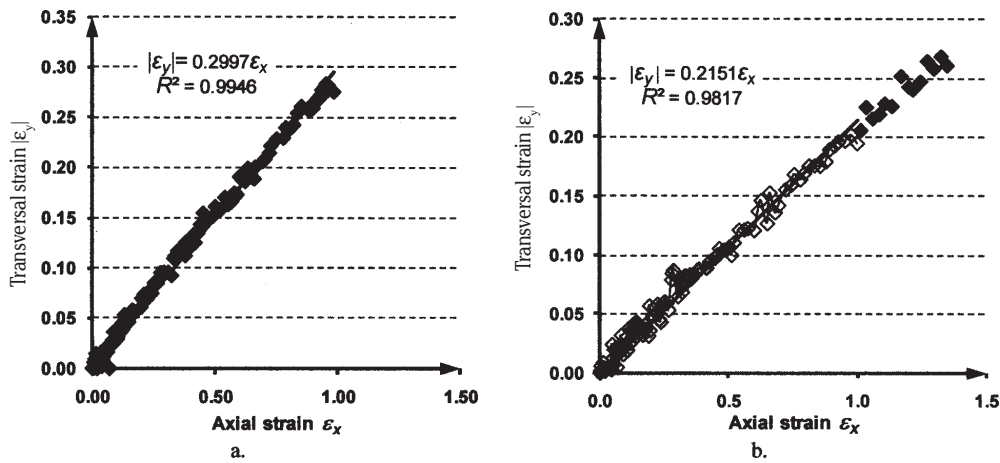 0.35
0.30
0.25
0.20
0.15
0.10
0.05
0.00
Transversal strain |εy|
|εy|= 0.2997εx
R² = 0.9946
0.00 0.50 1.00 1.50
Axial strain εx
a.
0.30
0.25
0.20
0.15
0.10
0.05
0.00
Transversal strain |εy|
|εy|= 0.2151εx
R² = 0.9817
0.0 0.5 1.0 1.5
Axial strain εx
b.